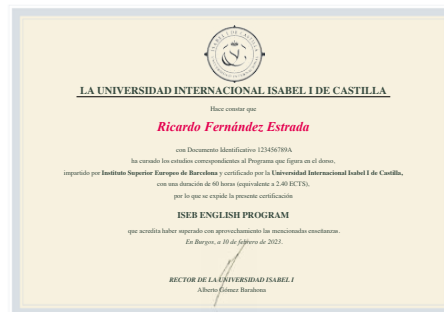 LA UNIVERSIDAD INTERNACIONAL ISABEL I DE CASTILLA
Hace constar que
Ricardo Fernández Estrada
con Documento Identificativo 123456789A
ha cursado los estudios correspondientes al Programa que figura en el dorso,
impartido por Instituto Superior Europeo de Barcelona y certificado por la Universidad Internacional Isabel I de Castilla,
con una duración de 60 horas (equivalente a 2.40 ECTS),
por lo que se expide la presente certificación
ISEB ENGLISH PROGRAM
que acredita haber superado con aprovechamiento las mencionadas enseñanzas.
En Burgos, a 10 de febrero de 2023.
RECTOR DE LA UNIVERSIDAD ISABEL I
Alberto Gómez Barahona